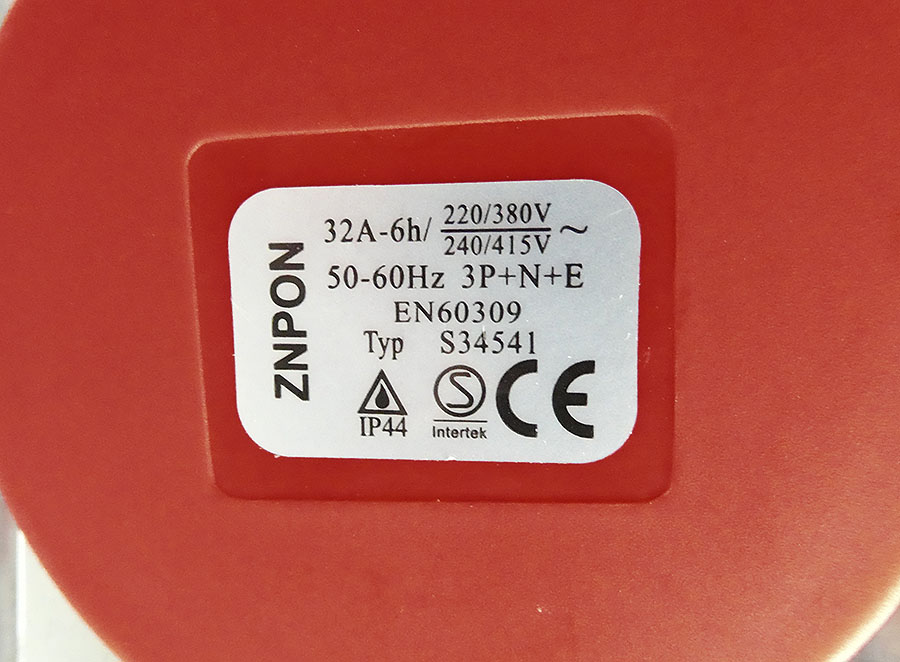 ZNPON
32A-6h/ 220/380V
240/415V ~
50-60Hz 3P+N+E
EN60309
Typ S34541
IP44
S
Intertek
CE